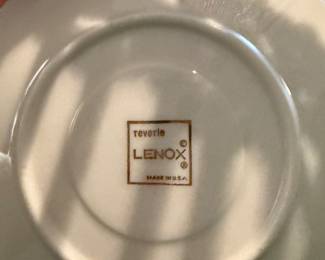 reverie
LENOX ©
®
MADE IN U.S.A.